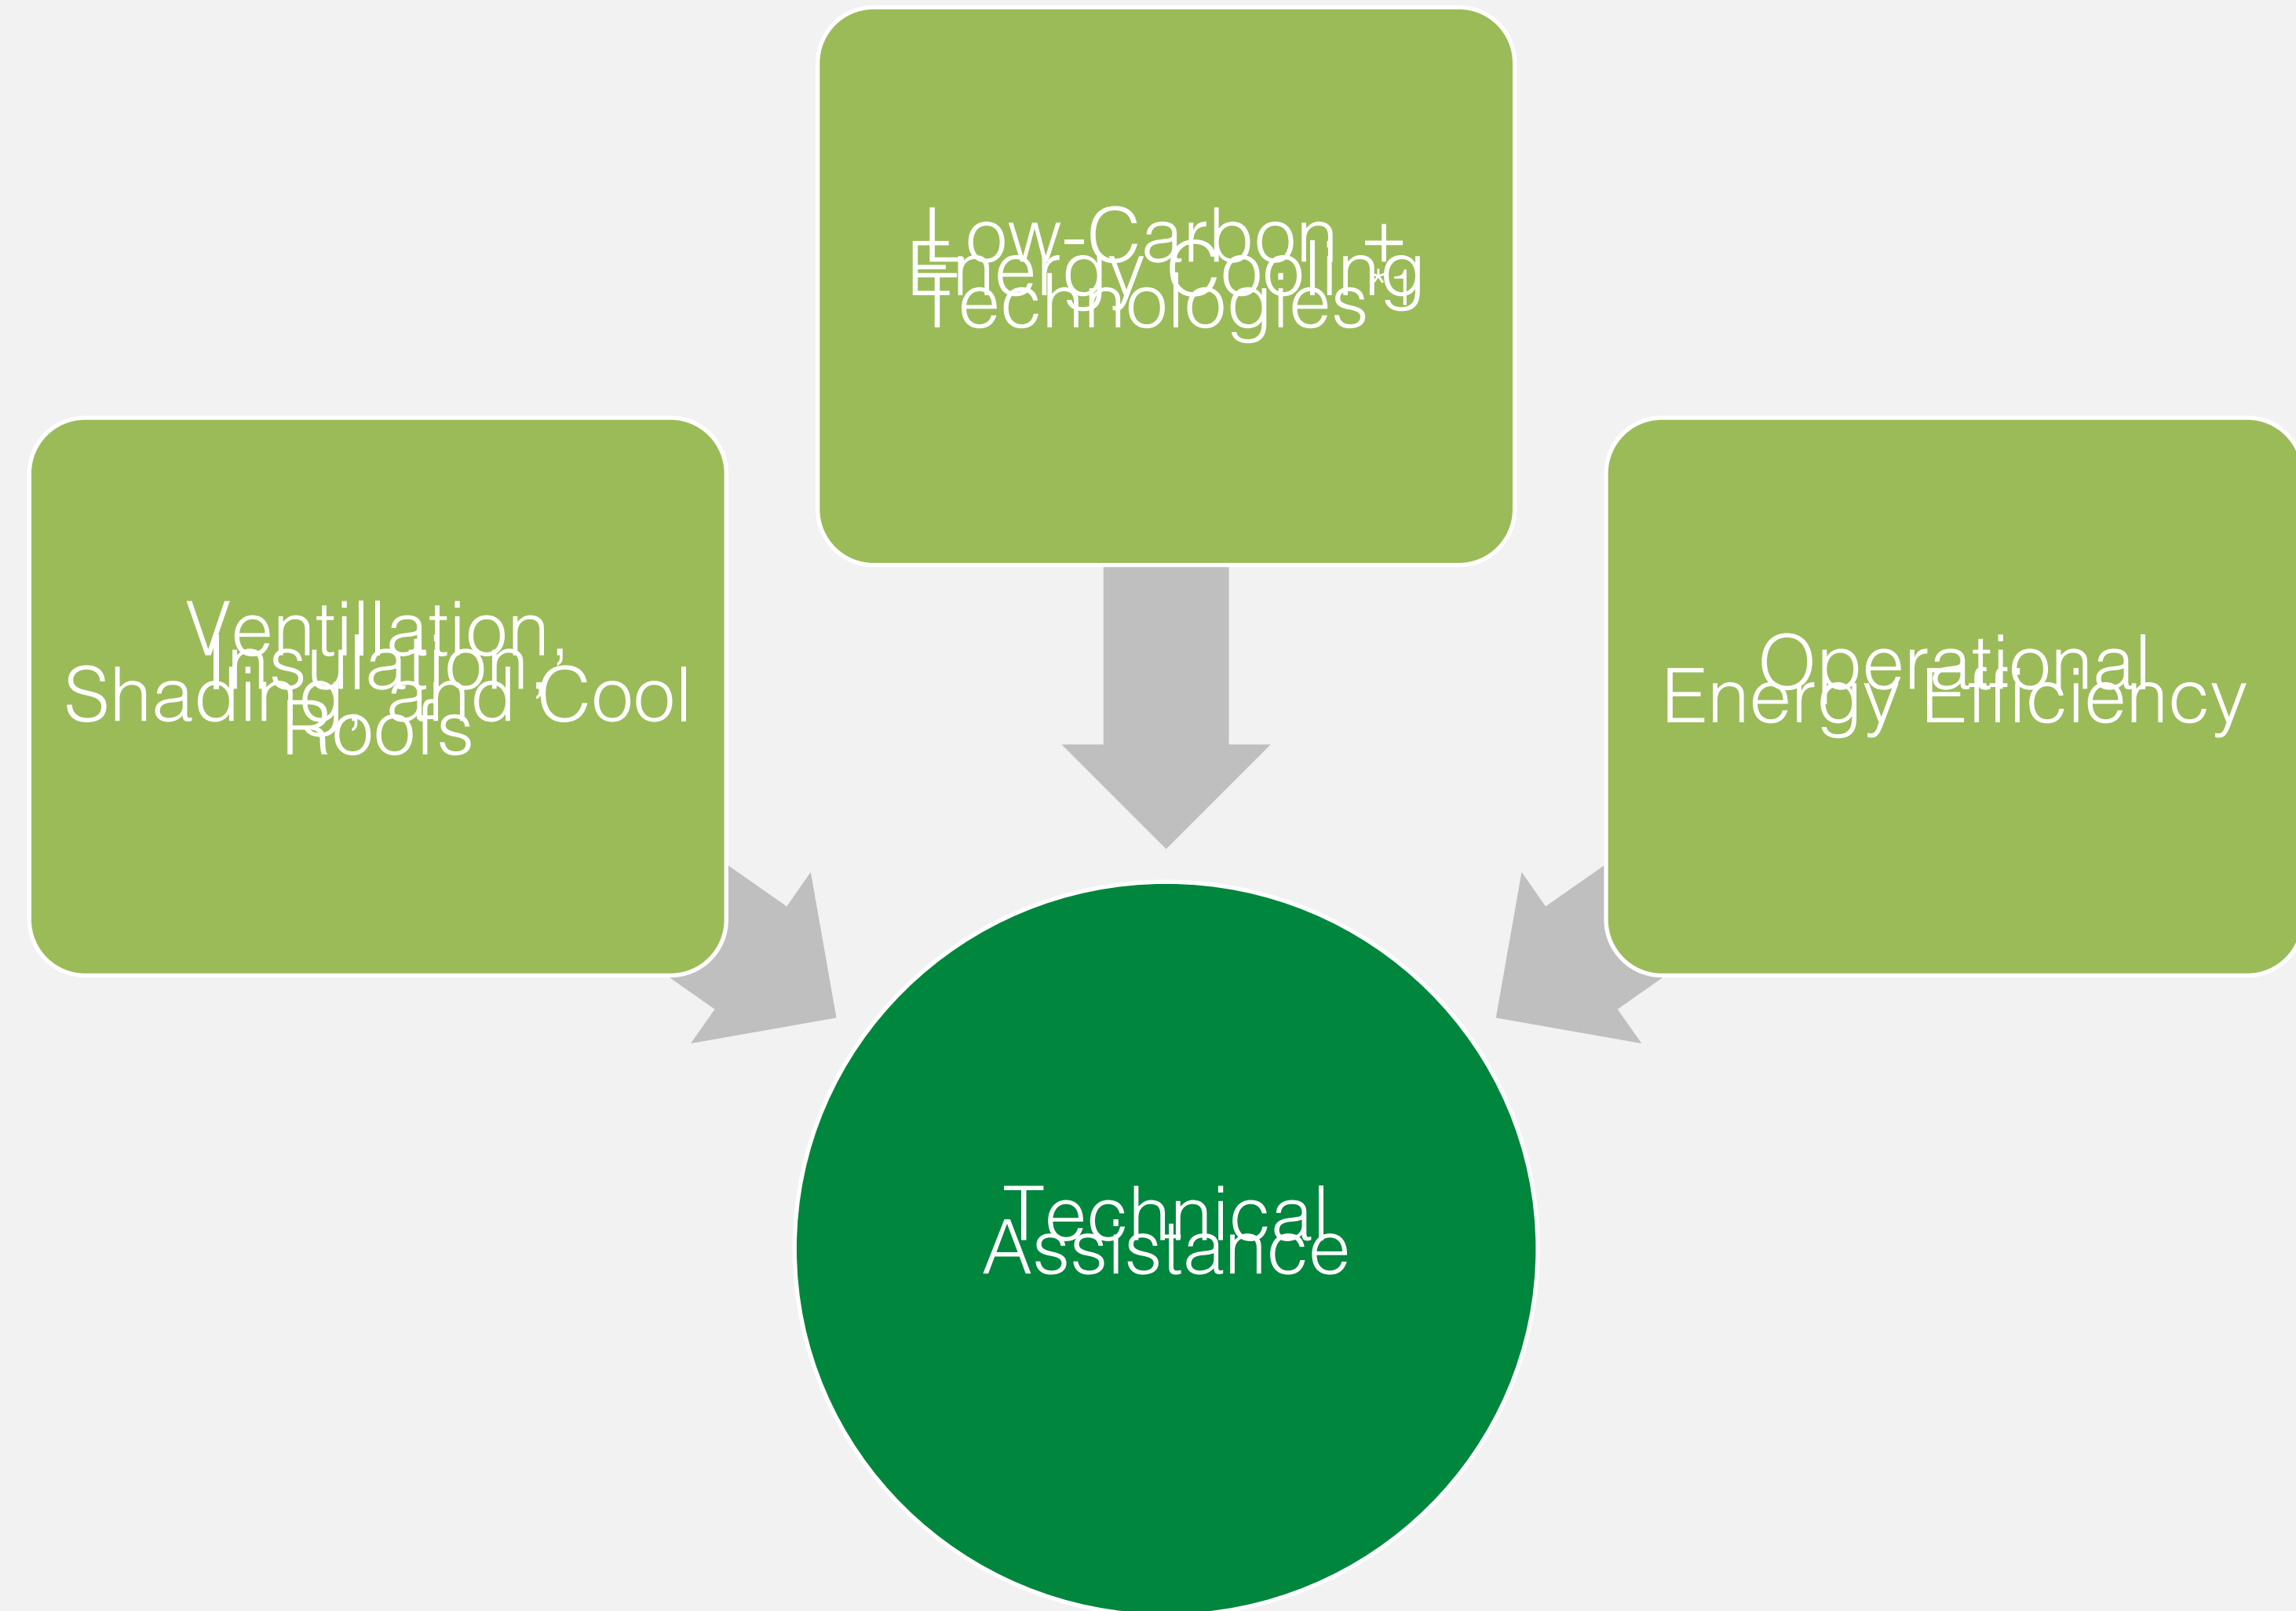 Low-Carbon +
Energy cooling
Technologies*
Ventillation,
Insulation,
Shading, and Cool
Roofs
Operational
Energy Efficiency
Technical
Assistance